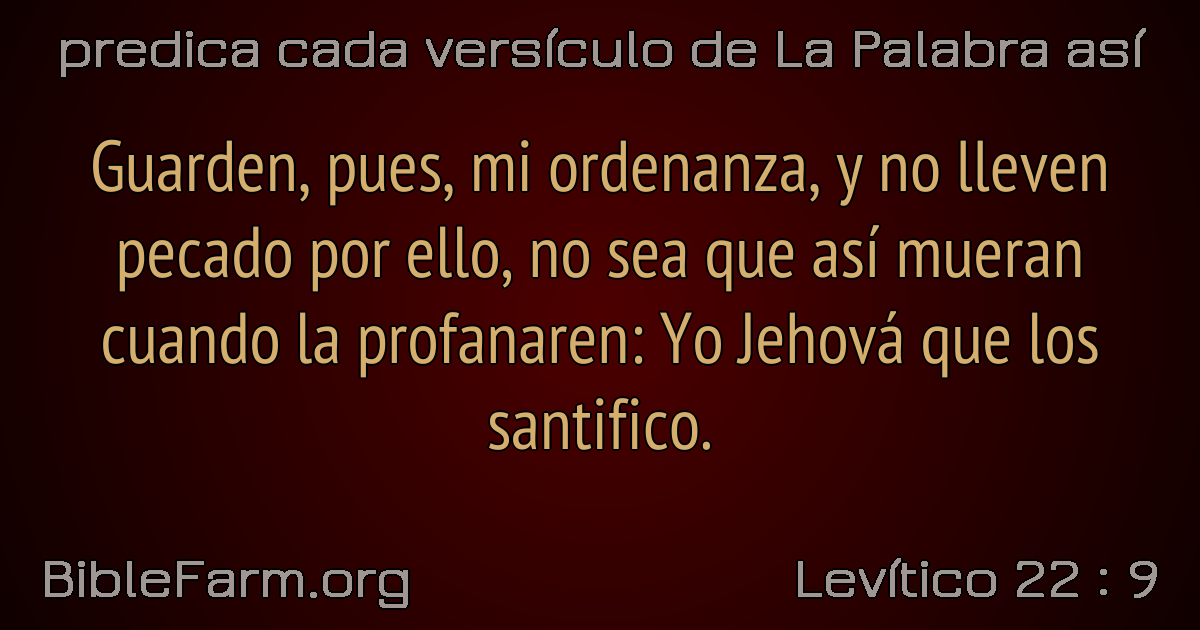 predica cada versículo de La Palabra así
Guarden, pues, mi ordenanza, y no lleven
pecado por ello, no sea que así mueran
cuando la profanaren: Yo Jehová que los
santifico.
BibleFarm.org
Levítico 22 : 9